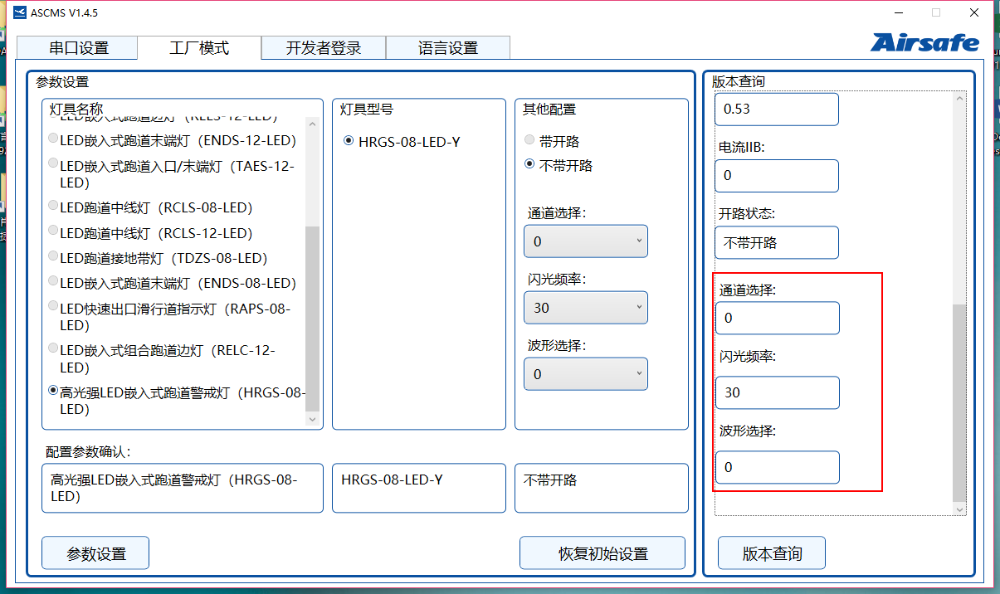 ASCMS V1.4.5
串口设置
工厂模式
开发者登录
语言设置
Airsafe
参数设置
灯具名称
LED嵌入式跑道边灯（RELS-12-LED）
LED嵌入式跑道末端灯（ENDS-12-LED）
LED嵌入式跑道入口/末端灯（TAES-12-
LED）
LED跑道中线灯（RCLS-08-LED）
LED跑道中线灯（RCLS-12-LED）
LED跑道接地带灯（TDZS-08-LED）
LED嵌入式跑道末端灯（ENDS-08-LED）
LED快速出口滑行道指示灯（RAPS-08-
LED）
LED嵌入式组合跑道边灯（RELC-12-
LED）
高光强LED嵌入式跑道警戒灯（HRGS-08-
LED）
灯具型号
HRGS-08-LED-Y
其他配置
带开路
不带开路
通道选择：
0
闪光频率：
30
波形选择：
0
配置参数确认：
高光强LED嵌入式跑道警戒灯（HRGS-08-
LED）
HRGS-08-LED-Y
不带开路
参数设置
恢复初始设置
版本查询
0.53
电流IIB:
0
开路状态:
不带开路
通道选择:
0
闪光频率:
30
波形选择:
0
版本查询